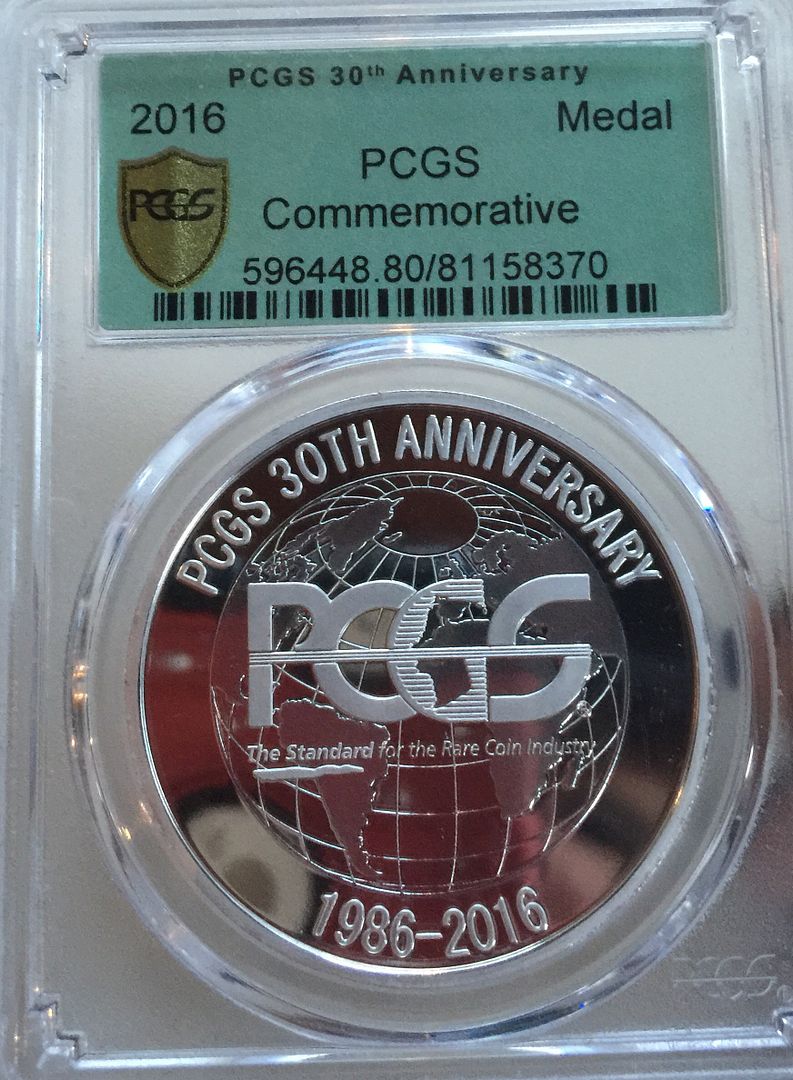 PCGS 30th Anniversary
2016 Medal
PCGS
PCGS
Commemorative
596448.80/81158370
PCGS 30TH ANNIVERSARY
PCGS
The Standard for the Rare Coin Industry
1986-2016
PCGS